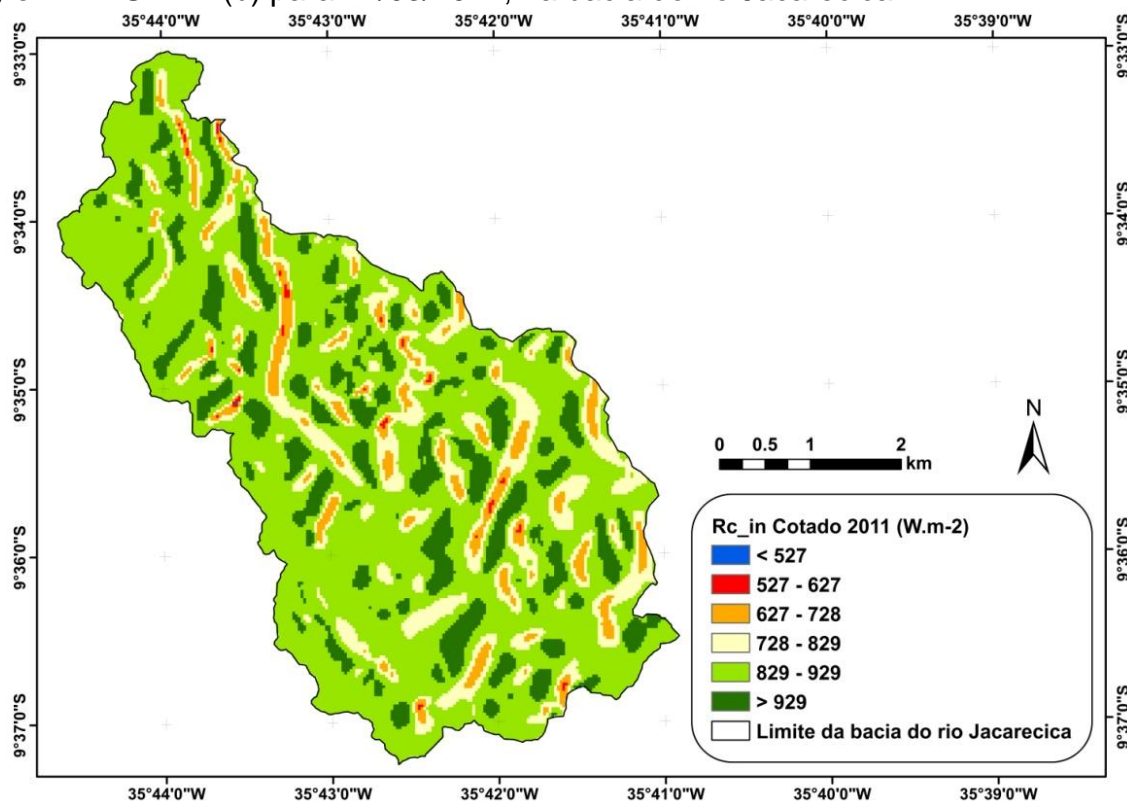 35°44'0"W 35°43'0"W 35°42'0"W 35°41'0"W 35°40'0"W 35°39'0"W
9°33'0"S 9°33'0"S
9°34'0"S 9°34'0"S
9°35'0"S 9°35'0"S
N
0 0.5 1 2
km
Rc_in Cotado 2011 (W.m-2)
< 527
527 - 627
9°36'0"S 9°36'0"S
627 - 728
728 - 829
829 - 929
> 929
Limite da bacia do rio Jacarecica
9°37'0"S 9°37'0"S
35°44'0"W 35°43'0"W 35°42'0"W 35°41'0"W 35°40'0"W 35°39'0"W